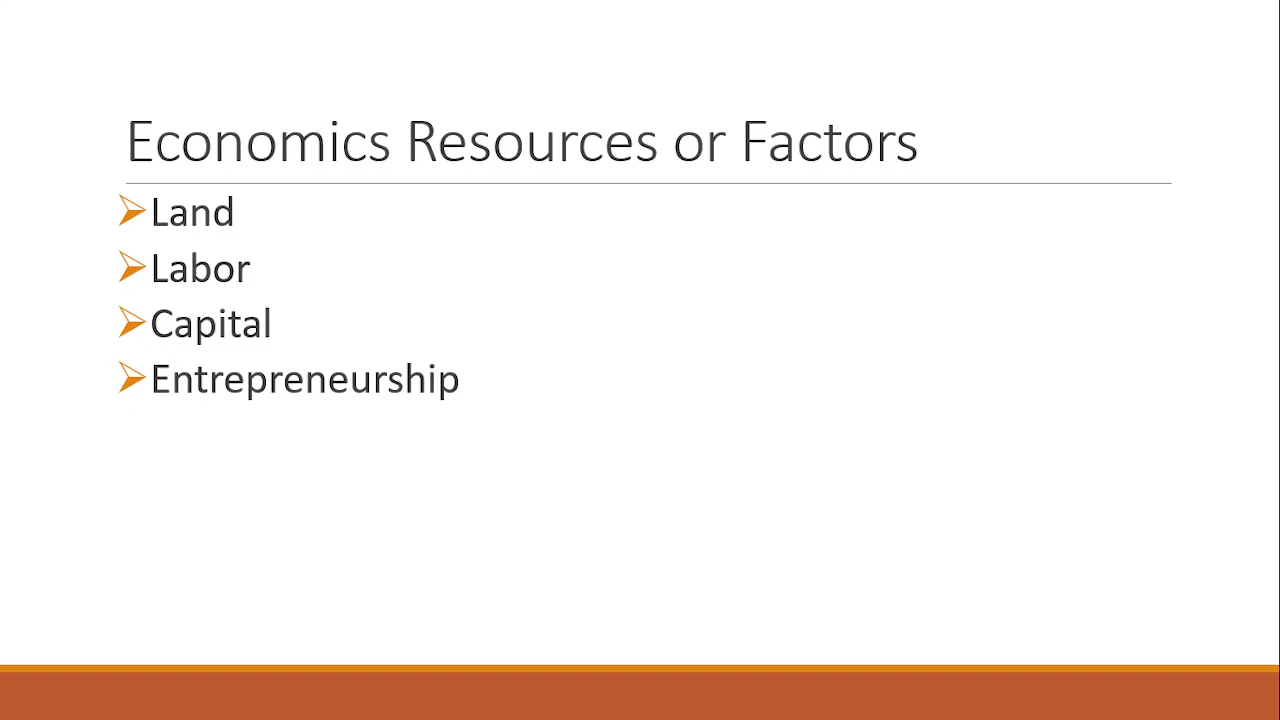 Economics Resources or Factors
Land
Labor
Capital
Entrepreneurship